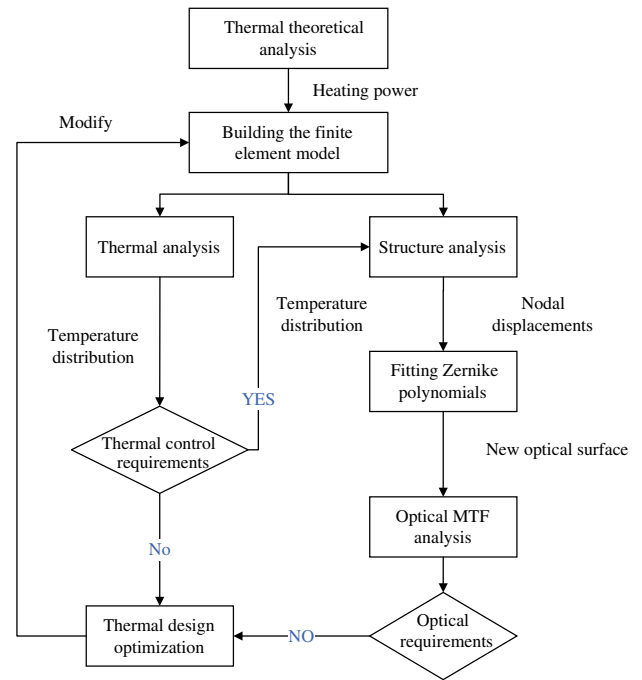 Thermal theoretical
analysis
Heating power
Modify
Building the finite
element model
Thermal analysis
Structure analysis
Temperature
distribution
Temperature
distribution
Nodal
displacements
Fitting Zernike
polynomials
YES
Thermal control
requirements
New optical surface
Optical MTF
analysis
No
Thermal design
optimization
NO
Optical
requirements